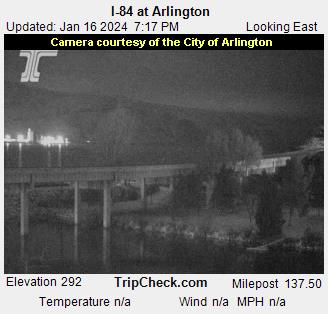 I-84 at Arlington
Updated: Jan 16 2024 7:17 PM Looking East
Camera courtesy of the City of Arlington
Elevation 292 TripCheck.com Milepost 137.50
Temperature n/a Wind n/a MPH n/a